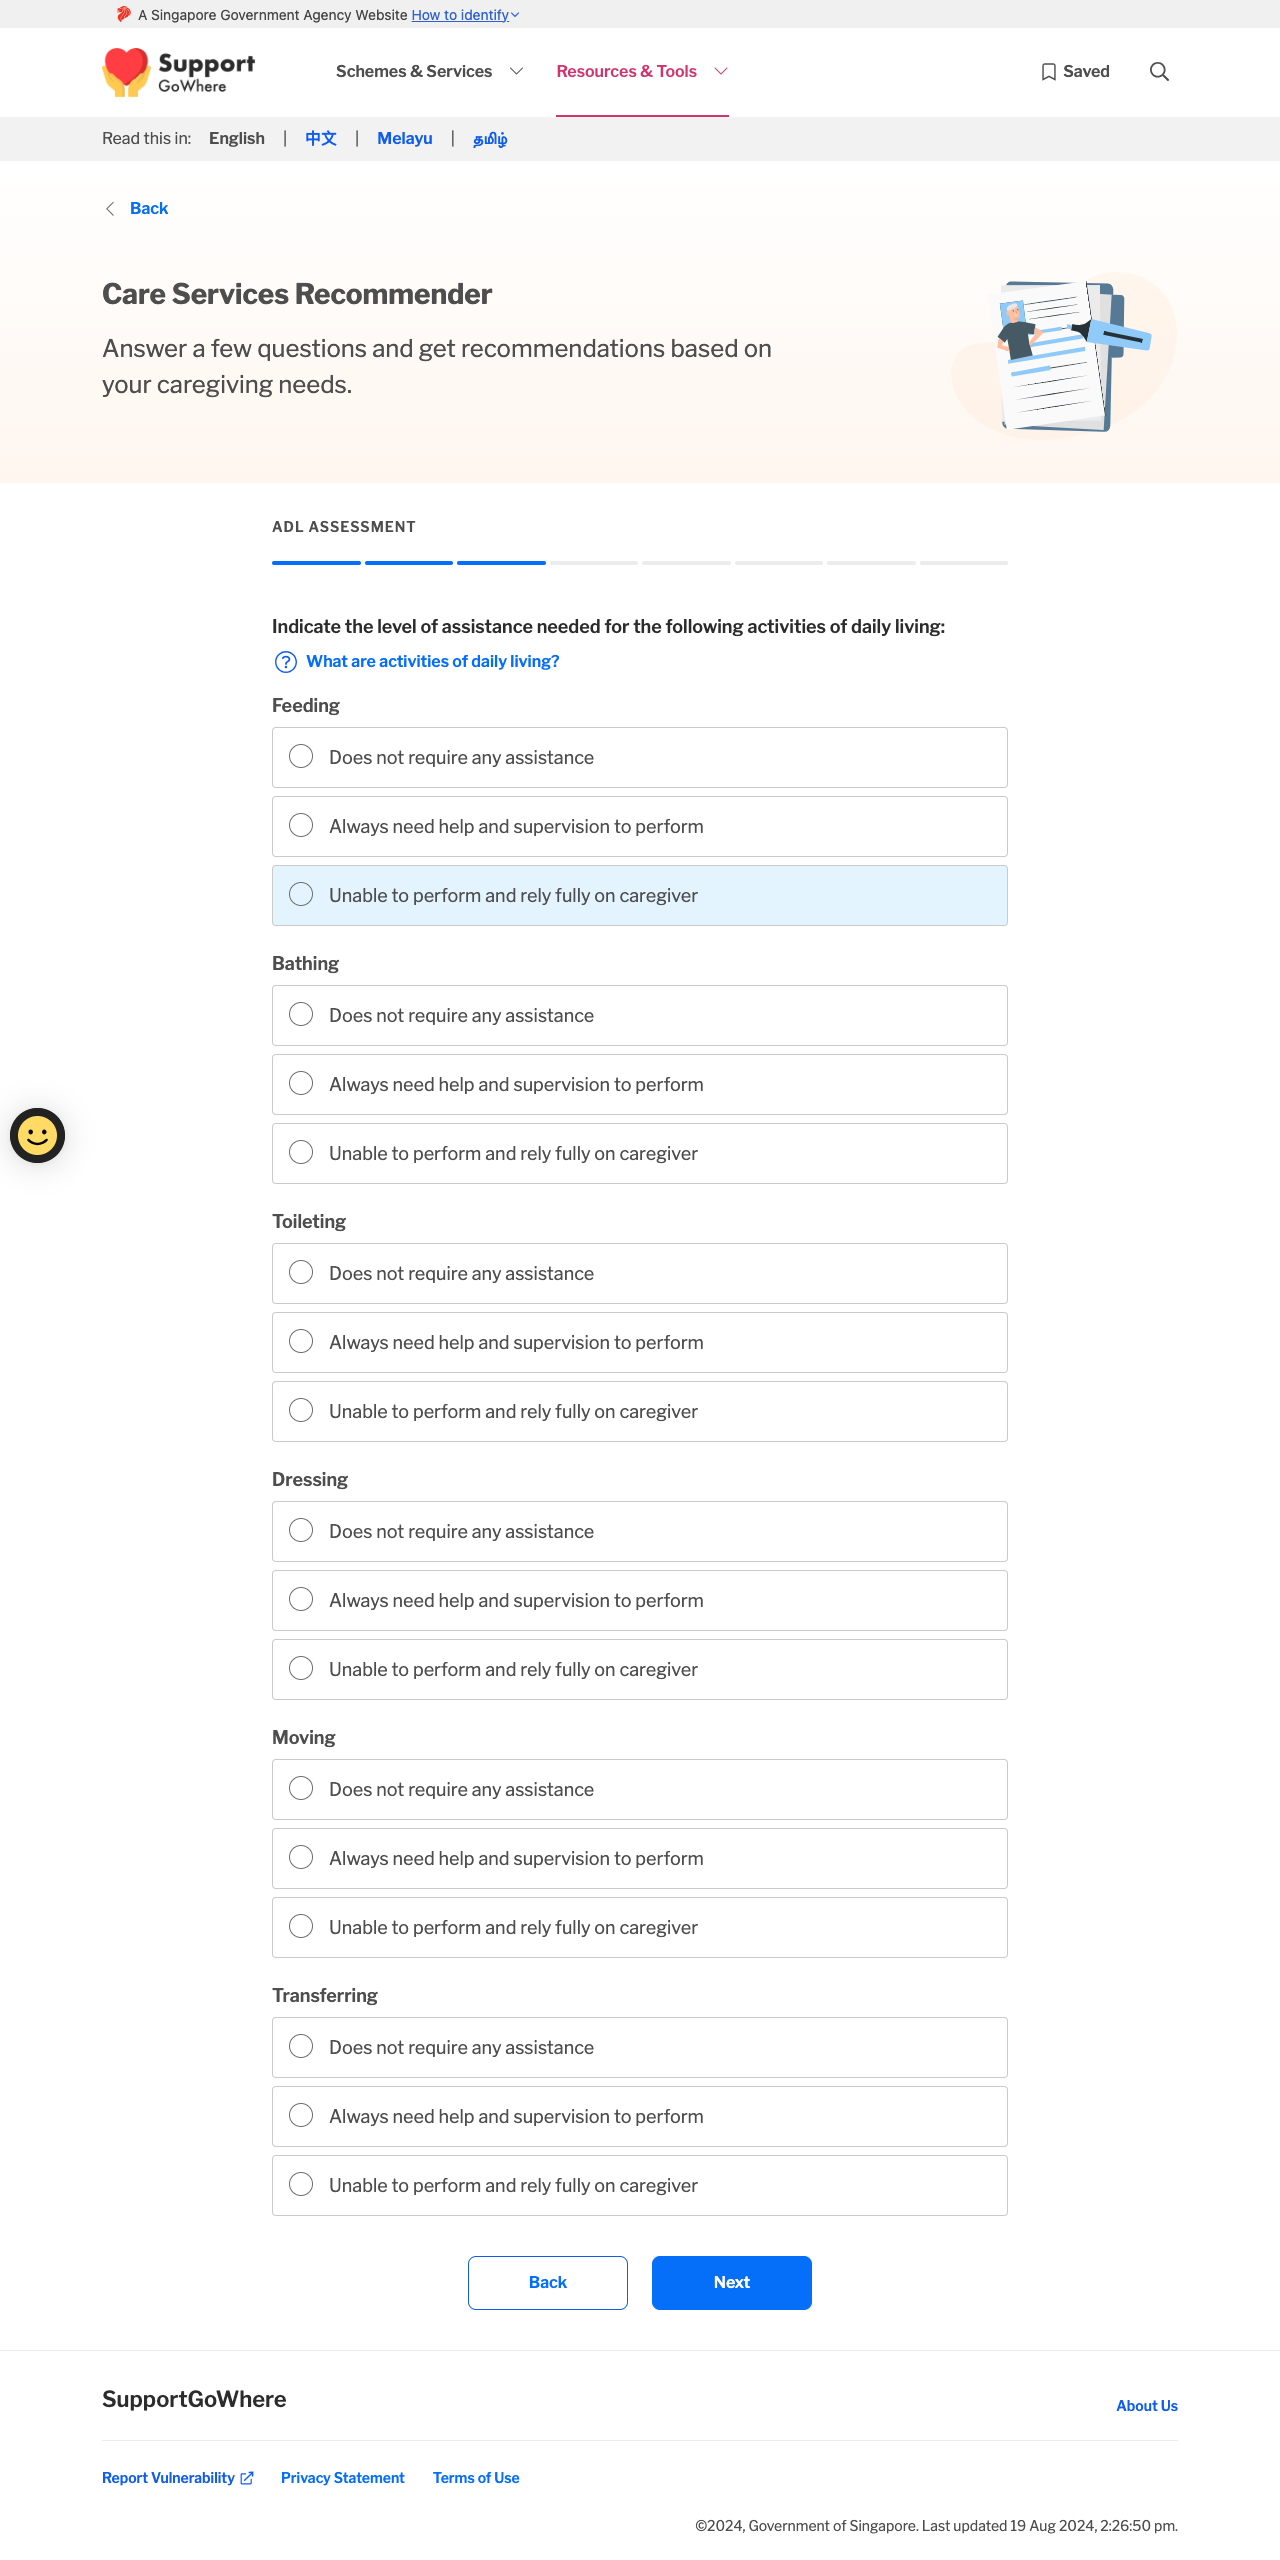 A Singapore Government Agency Website How to identify
Support
GoWhere
Schemes & Services
Resources & Tools
Saved
Read this in: English | 中文 | Melayu | தமிழ்
Back
Care Services Recommender
Answer a few questions and get recommendations based on
your caregiving needs.
ADL ASSESSMENT
Indicate the level of assistance needed for the following activities of daily living:
What are activities of daily living?
Feeding
Does not require any assistance
Always need help and supervision to perform
Unable to perform and rely fully on caregiver
Bathing
Does not require any assistance
Always need help and supervision to perform
Unable to perform and rely fully on caregiver
Toileting
Does not require any assistance
Always need help and supervision to perform
Unable to perform and rely fully on caregiver
Dressing
Does not require any assistance
Always need help and supervision to perform
Unable to perform and rely fully on caregiver
Moving
Does not require any assistance
Always need help and supervision to perform
Unable to perform and rely fully on caregiver
Transferring
Does not require any assistance
Always need help and supervision to perform
Unable to perform and rely fully on caregiver
Back
Next
SupportGoWhere
About Us
Report Vulnerability
Privacy Statement
Terms of Use
©2024, Government of Singapore. Last updated 19 Aug 2024, 2:26:50 pm.